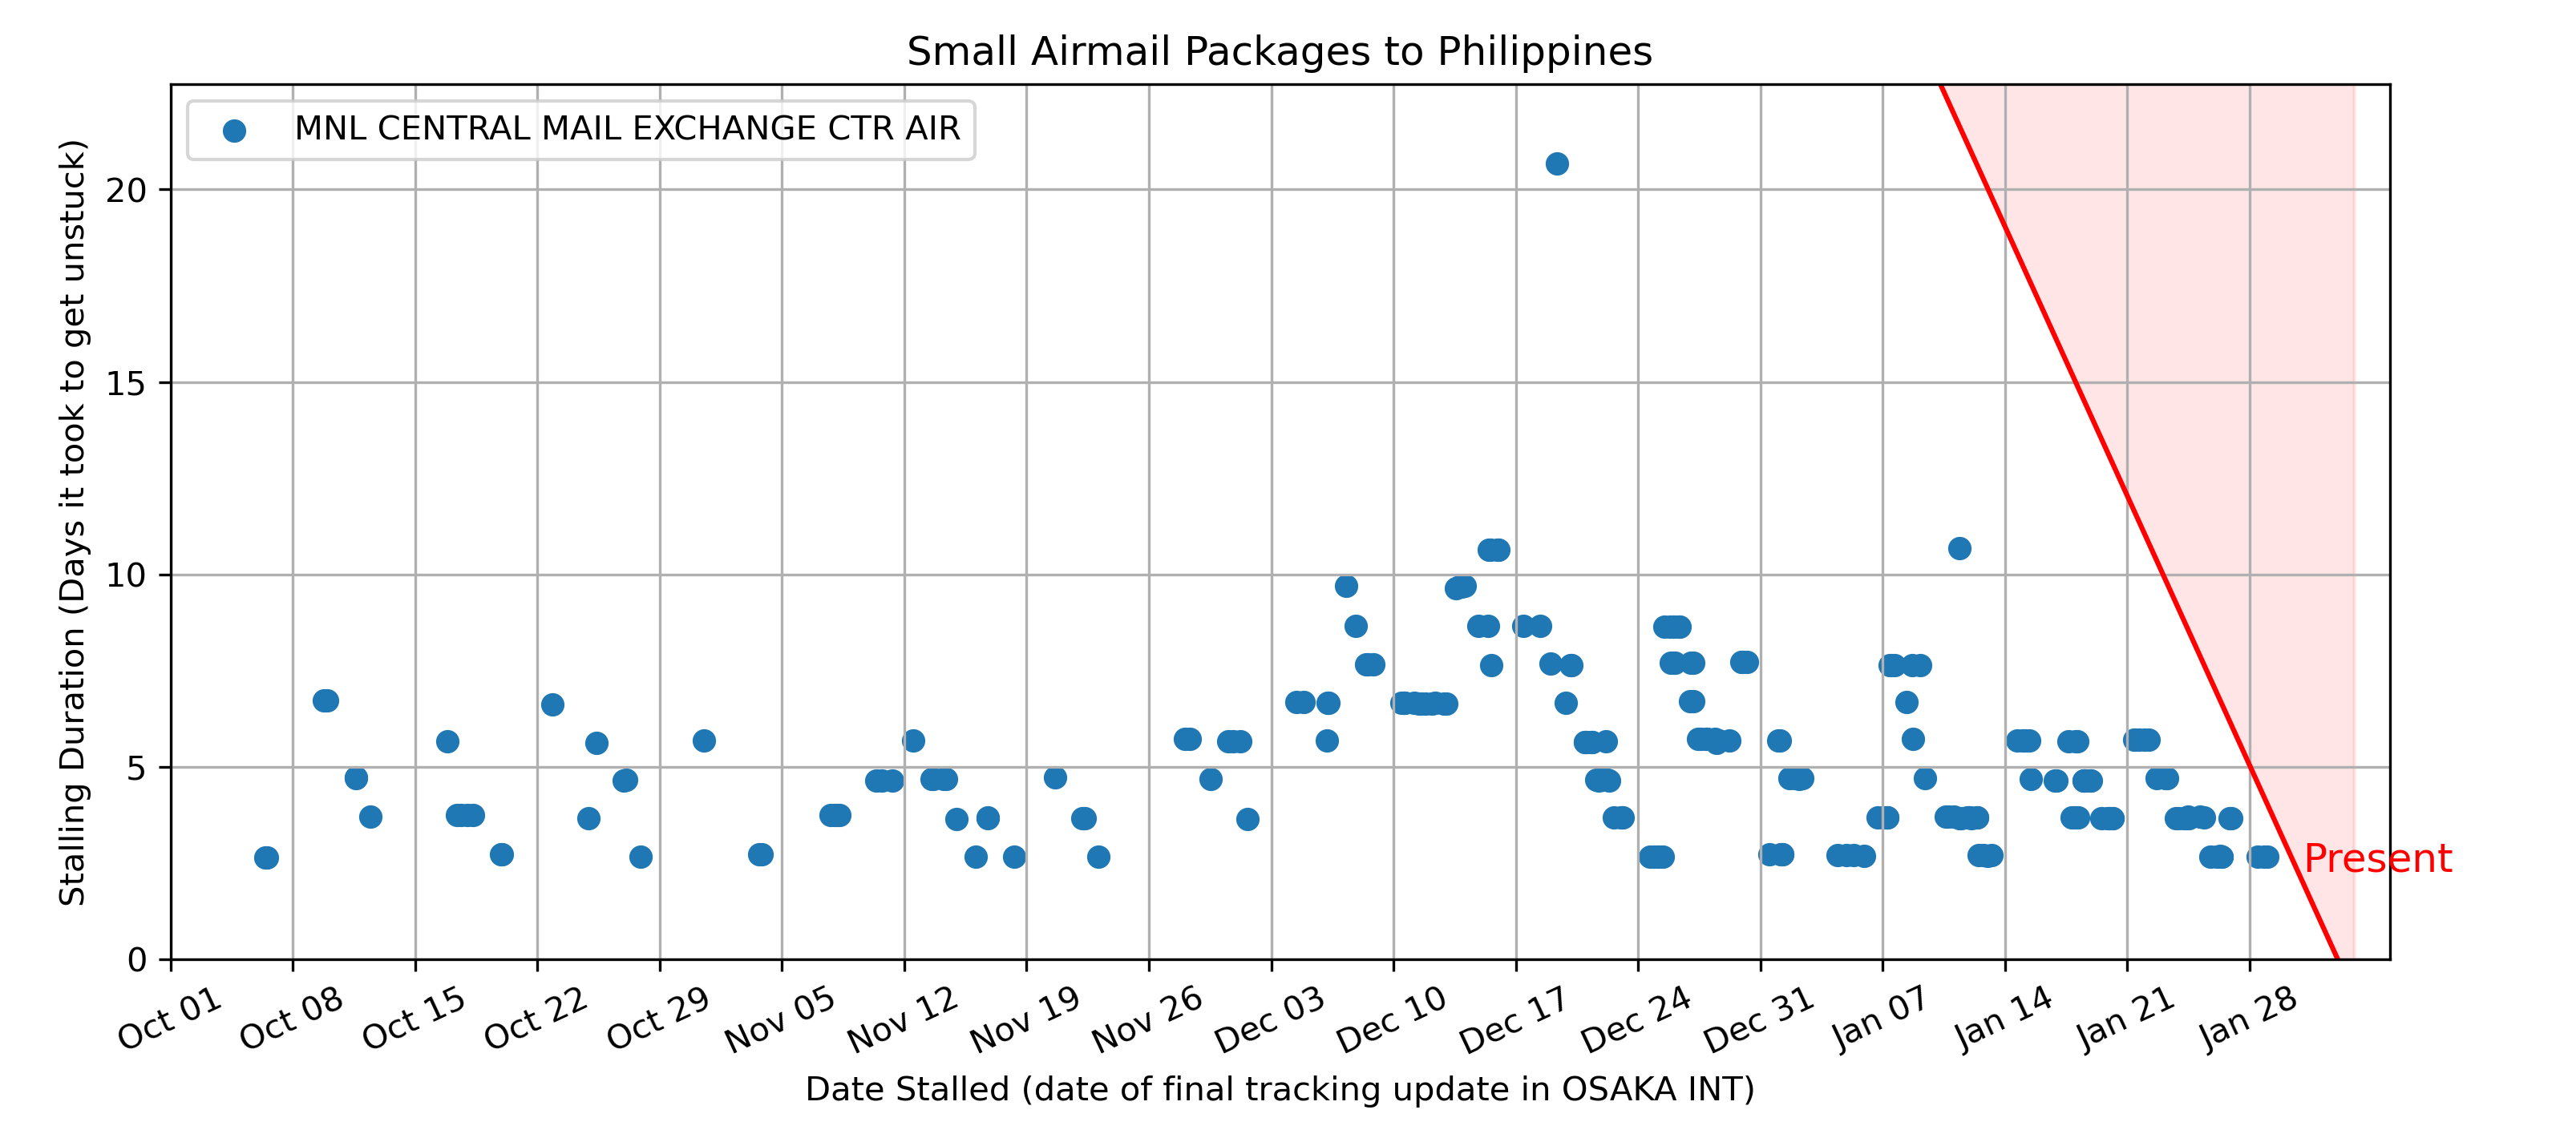 Small Airmail Packages to Philippines
MNL CENTRAL MAIL EXCHANGE CTR AIR
Stalling Duration (Days it took to get unstuck)
20
15
10
5
0
Present
Oct 01
Oct 08
Oct 15
Oct 22
Oct 29
Nov 05
Nov 12
Nov 19
Nov 26
Dec 03
Dec 10
Dec 17
Dec 24
Dec 31
Jan 07
Jan 14
Jan 21
Jan 28
Date Stalled (date of final tracking update in OSAKA INT)